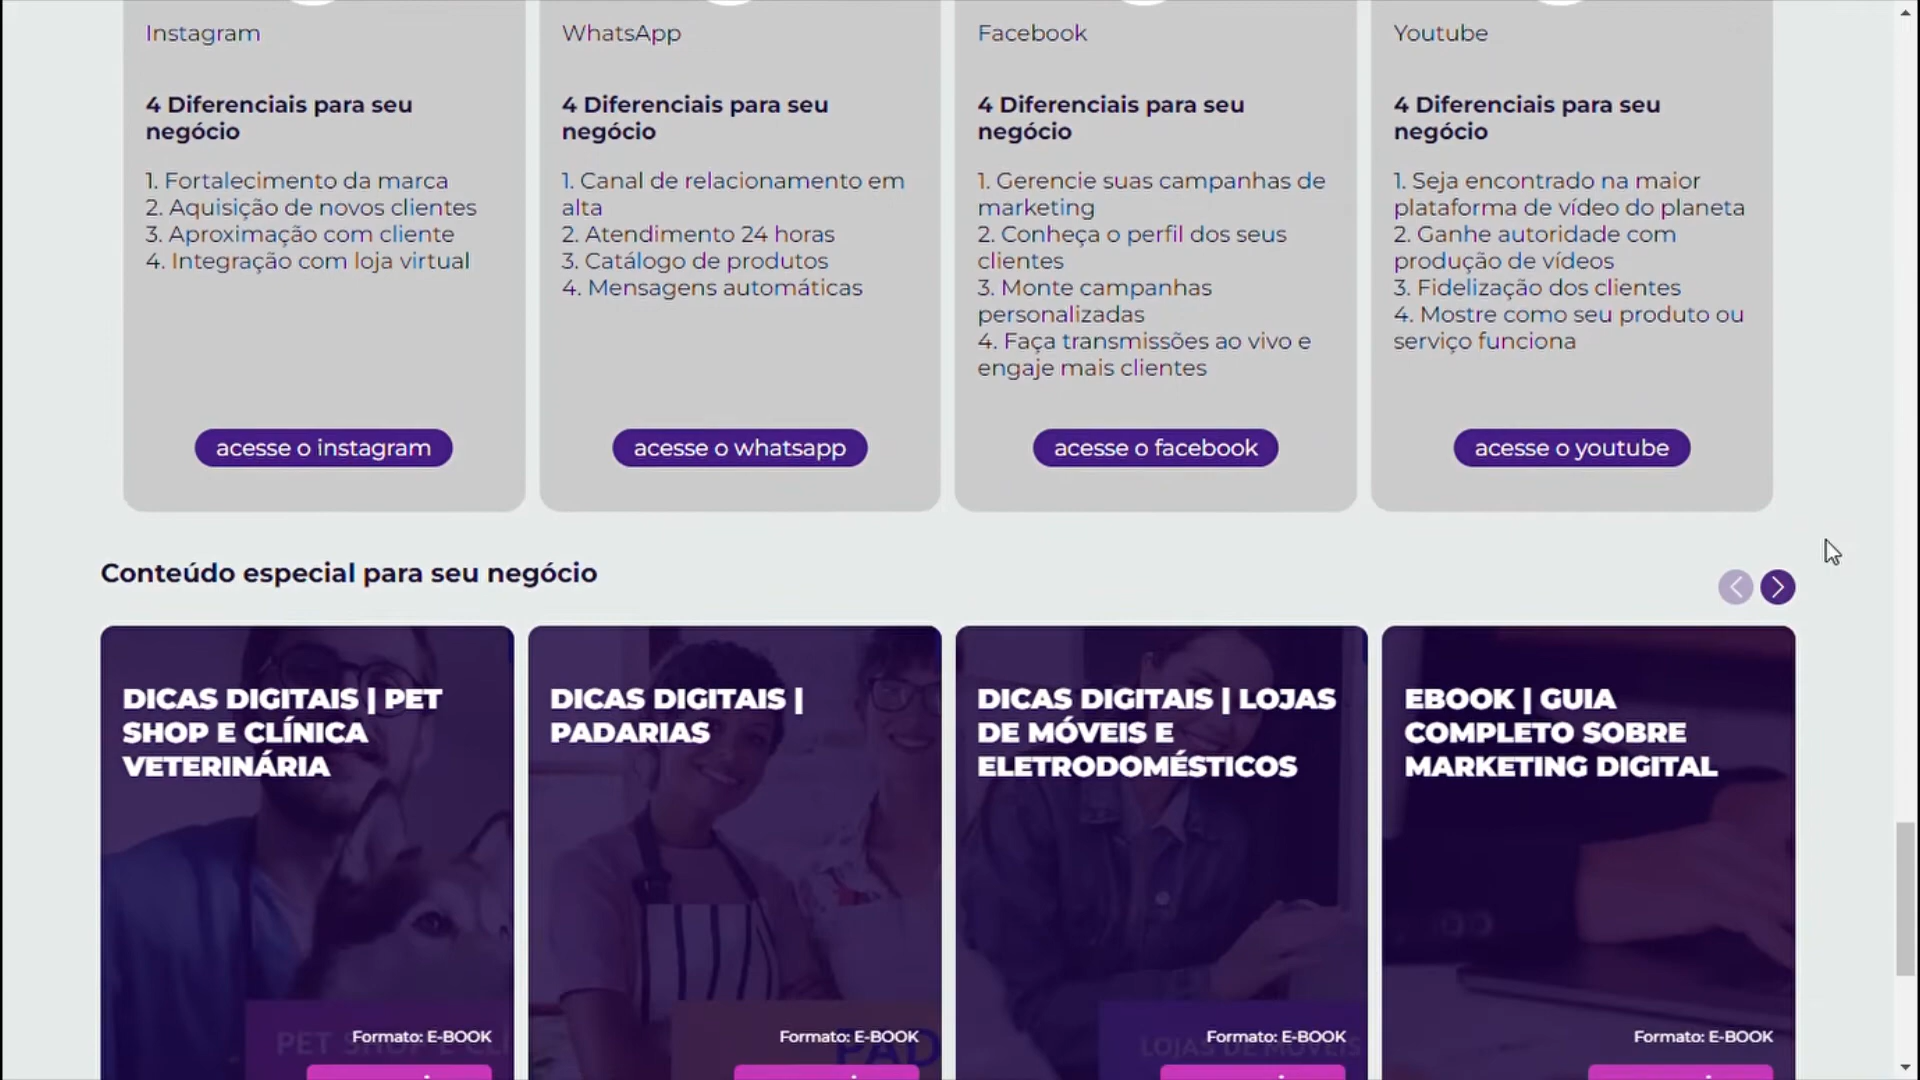 Instagram
4 Diferenciais para seu
negócio
1. Fortalecimento da marca
2. Aquisição de novos clientes
3. Aproximação com cliente
4. Integração com loja virtual
acesse o instagram
WhatsApp
4 Diferenciais para seu
negócio
1. Canal de relacionamento em
alta
2. Atendimento 24 horas
3. Catálogo de produtos
4. Mensagens automáticas
acesse o whatsapp
Facebook
4 Diferenciais para seu
negócio
1. Gerencie suas campanhas de
marketing
2. Conheça o perfil dos seus
clientes
3. Monte campanhas
personalizadas
4. Faça transmissões ao vivo e
engaje mais clientes
acesse o facebook
Youtube
4 Diferenciais para seu
negócio
1. Seja encontrado na maior
plataforma de vídeo do planeta
2. Ganhe autoridade com
produção de vídeos
3. Fidelização dos clientes
4. Mostre como seu produto ou
serviço funciona
acesse o youtube
Conteúdo especial para seu negócio
DICAS DIGITAIS | PET
SHOP E CLÍNICA
VETERINÁRIA
PET SHOP E CLÍ
Formato: E-BOOK
DICAS DIGITAIS |
PADARIAS
PAD
Formato: E-BOOK
DICAS DIGITAIS | LOJAS
DE MÓVEIS E
ELETRODOMÉSTICOS
LOJAS DE MÓVEIS
Formato: E-BOOK
EBOOK | GUIA
COMPLETO SOBRE
MARKETING DIGITAL
Formato: E-BOOK